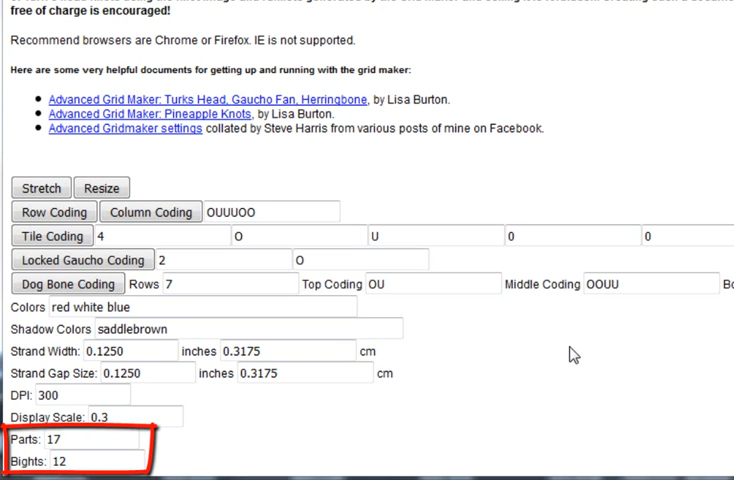 free of charge is encouraged!
Recommend browsers are Chrome or Firefox. IE is not supported.
Here are some very helpful documents for getting up and running with the grid maker:
Advanced Grid Maker: Turks Head, Gaucho Fan, Herringbone, by Lisa Burton.
Advanced Grid Maker: Pineapple Knots, by Lisa Burton.
Advanced Gridmaker settings collated by Steve Harris from various posts of mine on Facebook.
Stretch Resize
Row Coding Column Coding OUUUOO
Tile Coding 4 O U 0 0
Locked Gaucho Coding 2 O
Dog Bone Coding Rows 7 Top Coding OU Middle Coding OOUU Bo
Colors red white blue
Shadow Colors saddlebrown
Strand Width: 0.1250 inches 0.3175 cm
Strand Gap Size: 0.1250 inches 0.3175 cm
DPI: 300
Display Scale: 0.3
Parts: 17
Bights: 12